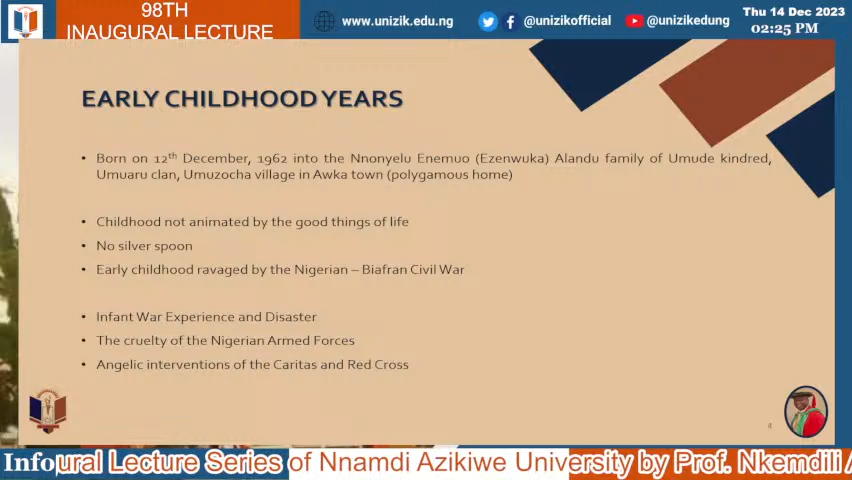 98TH
INAUGURAL LECTURE
www.unizik.edu.ng
@unizikofficial
@unizikedung
Thu 14 Dec 2023
02:25 PM
EARLY CHILDHOOD YEARS
• Born on 12th December, 1962 into the Nnonyelu Enemuo (Ezenwuka) Alandu family of Umude kindred,
Umuaru clan, Umuzocha village in Awka town (polygamous home)
• Childhood not animated by the good things of life
• No silver spoon
• Early childhood ravaged by the Nigerian – Biafran Civil War
• Infant War Experience and Disaster
• The cruelty of the Nigerian Armed Forces
• Angelic interventions of the Caritas and Red Cross
4
Info
ural Lecture Series of Nnamdi Azikiwe University by Prof. Nkemdili A